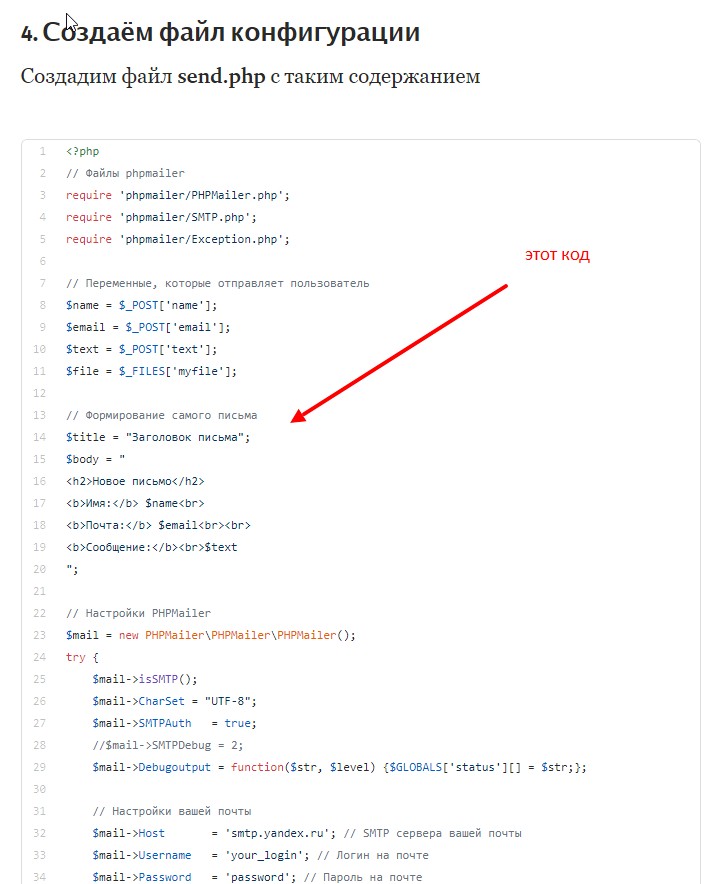 4. Создаём файл конфигурации
Создадим файл send.php с таким содержанием
1 <?php
2 // Файлы phpmailer
3 require 'phpmailer/PHPMailer.php';
4 require 'phpmailer/SMTP.php';
5 require 'phpmailer/Exception.php';
6
этот код
7 // Переменные, которые отправляет пользователь
8 $name = $_POST['name'];
9 $email = $_POST['email'];
10 $text = $_POST['text'];
11 $file = $_FILES['myfile'];
12
13 // Формирование самого письма
14 $title = "Заголовок письма";
15 $body = "
16 <h2>Новое письмо</h2>
17 <b>Имя:</b> $name<br>
18 <b>Почта:</b> $email<br><br>
19 <b>Сообщение:</b><br>$text
20 ";
21
22 // Настройки PHPMailer
23 $mail = new PHPMailer\PHPMailer\PHPMailer();
24 try {
25     $mail->isSMTP();
26     $mail->CharSet = "UTF-8";
27     $mail->SMTPAuth   = true;
28     //$mail->SMTPDebug = 2;
29     $mail->Debugoutput = function($str, $level) {$GLOBALS['status'][] = $str;};
30
31     // Настройки вашей почты
32     $mail->Host       = 'smtp.yandex.ru'; // SMTP сервера вашей почты
33     $mail->Username   = 'your_login'; // Логин на почте
34     $mail->Password   = 'password'; // Пароль на почте